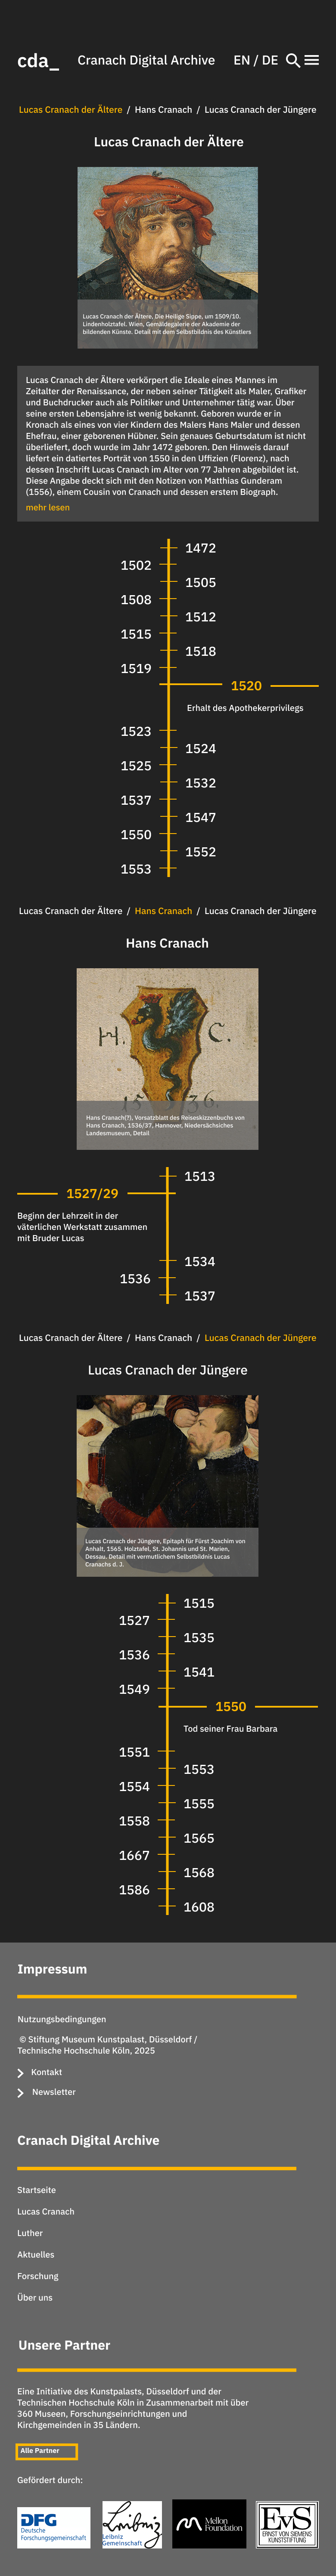 cda_ Cranach Digital Archive EN / DE
Lucas Cranach der Ältere / Hans Cranach / Lucas Cranach der Jüngere
Lucas Cranach der Ältere
Lucas Cranach der Ältere, Die Heilige Sippe, um 1509/10.
Lindenholztafel. Wien, Gemäldegalerie der Akademie der
bildenden Künste. Detail mit dem Selbstbildnis des Künstlers
Lucas Cranach der Ältere verkörpert die Ideale eines Mannes im
Zeitalter der Renaissance, der neben seiner Tätigkeit als Maler, Grafiker
und Buchdrucker auch als Politiker und Unternehmer tätig war. Über
seine ersten Lebensjahre ist wenig bekannt. Geboren wurde er in
Kronach als eines von vier Kindern des Malers Hans Maler und dessen
Ehefrau, einer geborenen Hübner. Sein genaues Geburtsdatum ist nicht
überliefert, doch wurde im Jahr 1472 geboren. Den Hinweis darauf
liefert ein datiertes Porträt von 1550 in den Uffizien (Florenz), nach
dessen Inschrift Lucas Cranach im Alter von 77 Jahren abgebildet ist.
Diese Angabe deckt sich mit den Notizen von Matthias Gunderam
(1556), einem Cousin von Cranach und dessen erstem Biograph.
mehr lesen
1472
1502
1505
1508
1512
1515
1518
1519
1520
Erhalt des Apothekerprivilegs
1523
1524
1525
1532
1537
1547
1550
1552
1553
Lucas Cranach der Ältere / Hans Cranach / Lucas Cranach der Jüngere
Hans Cranach
H. C.
1536
Hans Cranach(?), Vorsatzblatt des Reiseskizzenbuchs von
Hans Cranach, 1536/37, Hannover, Niedersächsiches
Landesmuseum, Detail
1513
1527/29
Beginn der Lehrzeit in der
väterlichen Werkstatt zusammen
mit Bruder Lucas
1534
1536
1537
Lucas Cranach der Ältere / Hans Cranach / Lucas Cranach der Jüngere
Lucas Cranach der Jüngere
Lucas Cranach der Jüngere, Epitaph für Fürst Joachim von
Anhalt, 1565. Holztafel, St. Johannis und St. Marien,
Dessau. Detail mit vermutlichem Selbstbildnis Lucas
Cranachs d. J.
1515
1527
1535
1536
1541
1549
1550
Tod seiner Frau Barbara
1551
1553
1554
1555
1558
1565
1667
1568
1586
1608
Impressum
Nutzungsbedingungen
© Stiftung Museum Kunstpalast, Düsseldorf /
Technische Hochschule Köln, 2025
Kontakt
Newsletter
Cranach Digital Archive
Startseite
Lucas Cranach
Luther
Aktuelles
Forschung
Über uns
Unsere Partner
Eine Initiative des Kunstpalasts, Düsseldorf und der
Technischen Hochschule Köln in Zusammenarbeit mit über
360 Museen, Forschungseinrichtungen und
Kirchgemeinden in 35 Ländern.
Alle Partner
Gefördert durch:
DFG
Deutsche
Forschungsgemeinschaft
Leibniz
Leibniz
Gemeinschaft
Mellon
Foundation
EvS
ERNST VON SIEMENS
KUNSTSTIFTUNG